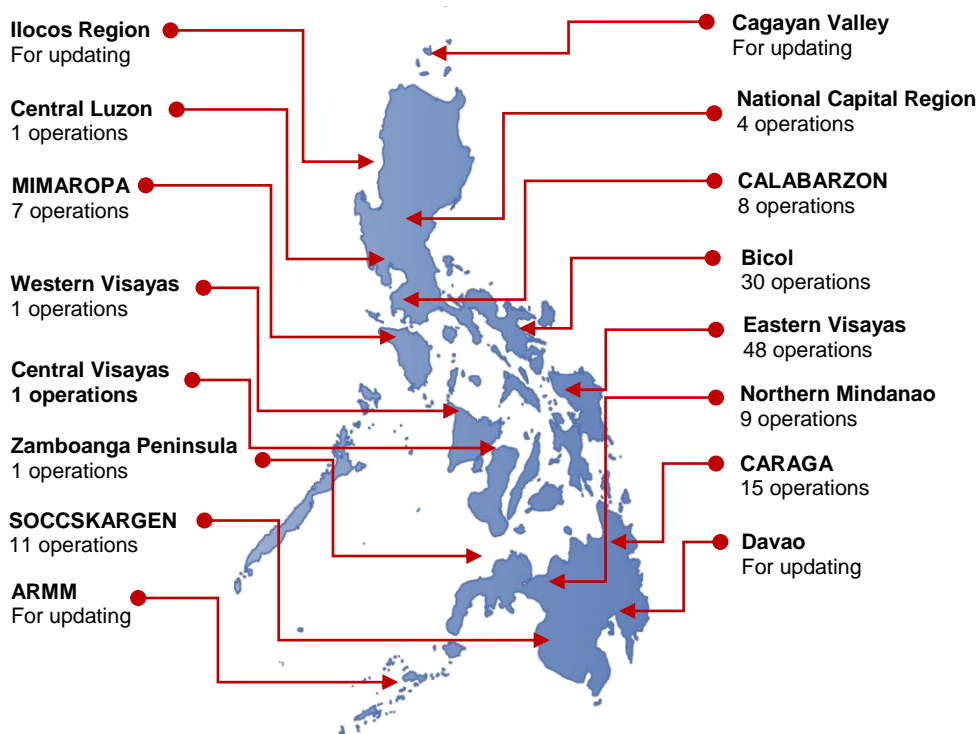 Ilocos Region
For updating
Central Luzon
1 operations
MIMAROPA
7 operations
Western Visayas
1 operations
Central Visayas
1 operations
Zamboanga Peninsula
1 operations
SOCCSKARGEN
11 operations
ARMM
For updating
Cagayan Valley
For updating
National Capital Region
4 operations
CALABARZON
8 operations
Bicol
30 operations
Eastern Visayas
48 operations
Northern Mindanao
9 operations
CARAGA
15 operations
Davao
For updating